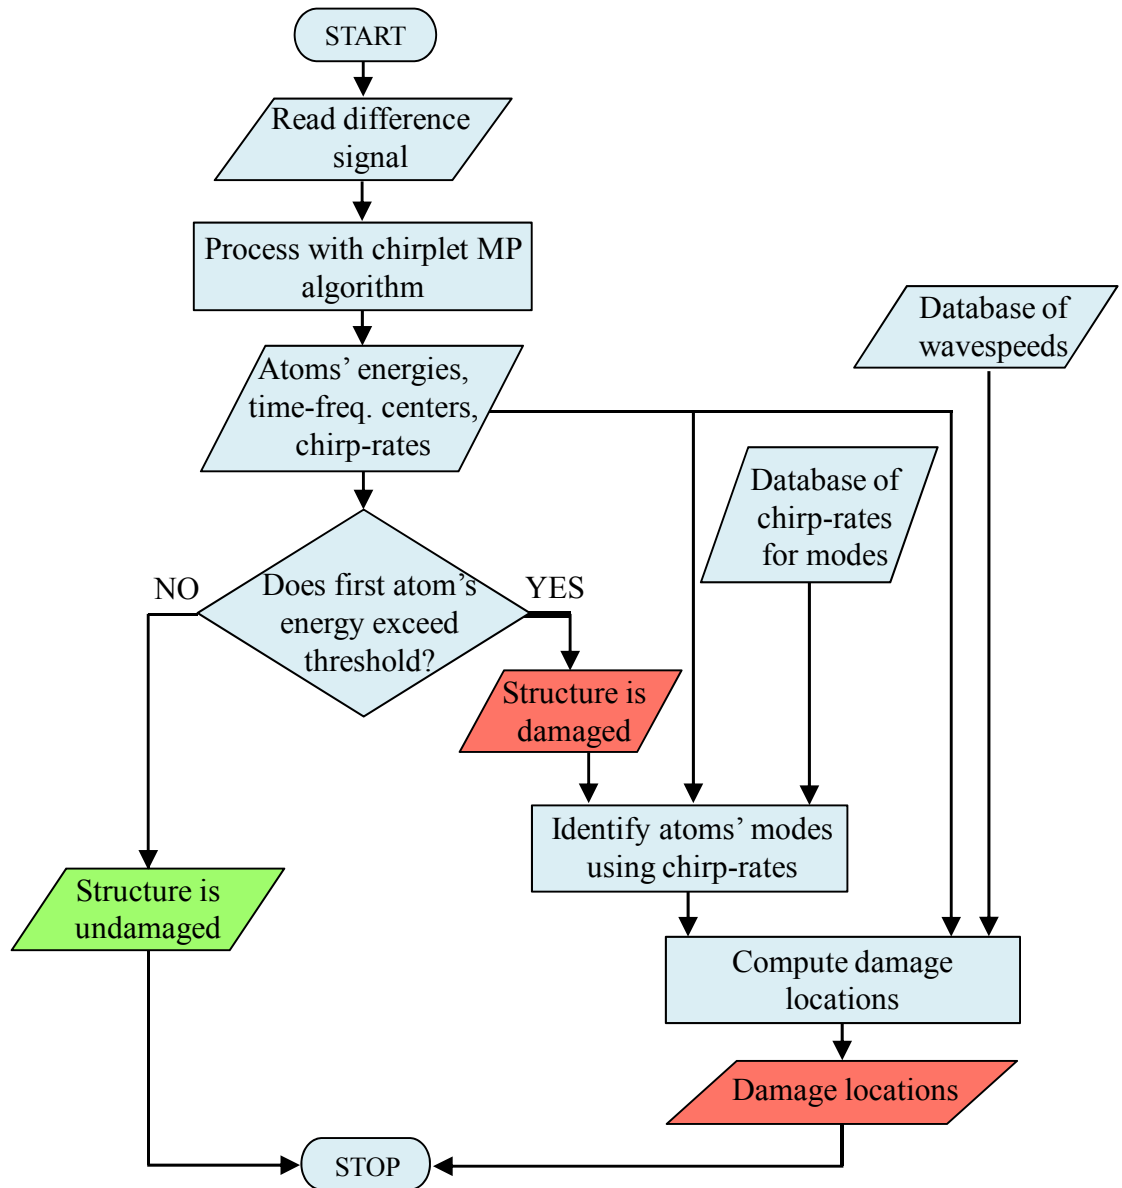 START
Read difference
signal
Process with chirplet MP
algorithm
Atoms’ energies,
time-freq. centers,
chirp-rates
Database of
wavespeeds
Database of
chirp-rates
for modes
NO
Does first atom’s
energy exceed
threshold?
YES
Structure is
damaged
Identify atoms’ modes
using chirp-rates
Structure is
undamaged
Compute damage
locations
Damage locations
STOP